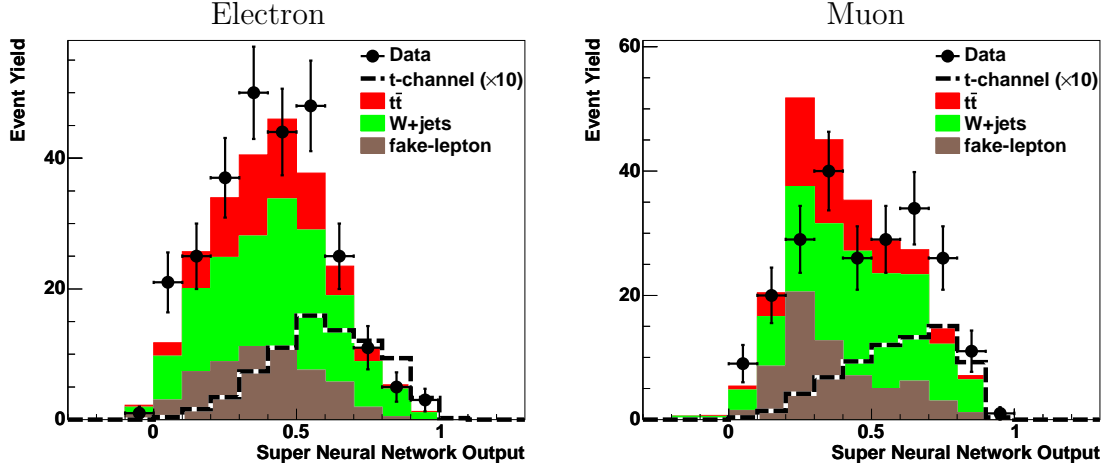 Electron
Event Yield
40
20
0
Data
t-channel (×10)
tt̄
W+jets
fake-lepton
0
0.5
1
Super Neural Network Output
Muon
Event Yield
60
40
20
0
Data
t-channel (×10)
tt̄
W+jets
fake-lepton
0
0.5
1
Super Neural Network Output